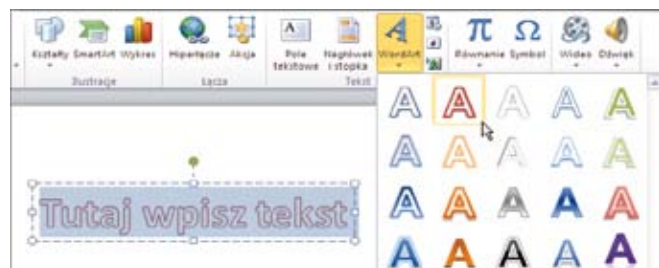 Kształty SmartArt Wykres Hiperłącze Akcja Pole tekstowe Nagłówek i stopka WordArt Równanie Symbol Wideo Dźwięk
Ilustracje Łącza Tekst
Tutaj wpisz tekst